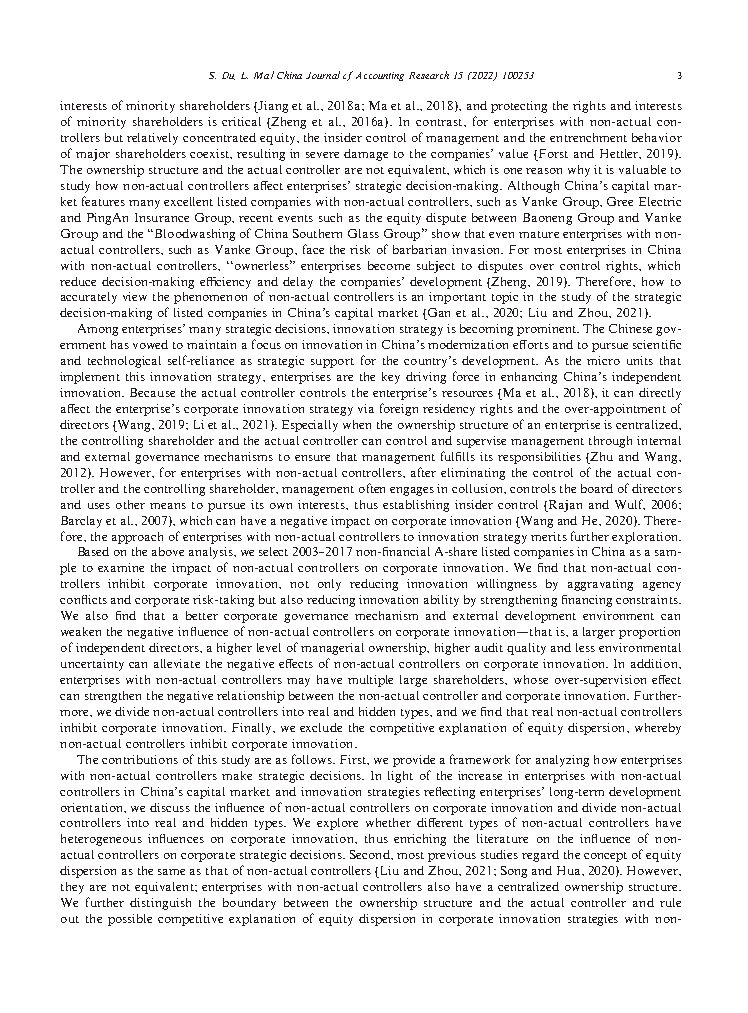 S. Du, L. Ma / China Journal of Accounting Research 15 (2022) 100253
3
interests of minority shareholders (Jiang et al., 2018a; Ma et al., 2018), and protecting the rights and interests
of minority shareholders is critical (Zheng et al., 2016a). In contrast, for enterprises with non-actual con-
trollers but relatively concentrated equity, the insider control of management and the entrenchment behavior
of major shareholders coexist, resulting in severe damage to the companies' value (Forst and Hettler, 2019).
The ownership structure and the actual controller are not equivalent, which is one reason why it is valuable to
study how non-actual controllers affect enterprises' strategic decision-making. Although China's capital mar-
ket features many excellent listed companies with non-actual controllers, such as Vanke Group, Gree Electric
and PingAn Insurance Group, recent events such as the equity dispute between Baoneng Group and Vanke
Group and the "Bloodwashing of China Southern Glass Group" show that even mature enterprises with non-
actual controllers, such as Vanke Group, face the risk of barbarian invasion. For most enterprises in China
with non-actual controllers, ''ownerless" enterprises become subject to disputes over control rights, which
reduce decision-making efficiency and delay the companies' development (Zheng, 2019). Therefore, how to
accurately view the phenomenon of non-actual controllers is an important topic in the study of the strategic
decision-making of listed companies in China's capital market (Gan et al., 2020; Liu and Zhou, 2021).
Among enterprises' many strategic decisions, innovation strategy is becoming prominent. The Chinese gov-
ernment has vowed to maintain a focus on innovation in China's modernization efforts and to pursue scientific
and technological self-reliance as strategic support for the country's development. As the micro units that
implement this innovation strategy, enterprises are the key driving force in enhancing China's independent
innovation. Because the actual controller controls the enterprise's resources (Ma et al., 2018), it can directly
affect the enterprise's corporate innovation strategy via foreign residency rights and the over-appointment of
directors (Wang, 2019; Li et al., 2021). Especially when the ownership structure of an enterprise is centralized,
the controlling shareholder and the actual controller can control and supervise management through internal
and external governance mechanisms to ensure that management fulfills its responsibilities (Zhu and Wang,
2012). However, for enterprises with non-actual controllers, after eliminating the control of the actual con-
troller and the controlling shareholder, management often engages in collusion, controls the board of directors
and uses other means to pursue its own interests, thus establishing insider control (Rajan and Wulf, 2006;
Barclay et al., 2007), which can have a negative impact on corporate innovation (Wang and He, 2020). There-
fore, the approach of enterprises with non-actual controllers to innovation strategy merits further exploration.
Based on the above analysis, we select 2003–2017 non-financial A-share listed companies in China as a sam-
ple to examine the impact of non-actual controllers on corporate innovation. We find that non-actual con-
trollers inhibit corporate innovation, not only reducing innovation willingness by aggravating agency
conflicts and corporate risk-taking but also reducing innovation ability by strengthening financing constraints.
We also find that a better corporate governance mechanism and external development environment can
weaken the negative influence of non-actual controllers on corporate innovation—that is, a larger proportion
of independent directors, a higher level of managerial ownership, higher audit quality and less environmental
uncertainty can alleviate the negative effects of non-actual controllers on corporate innovation. In addition,
enterprises with non-actual controllers may have multiple large shareholders, whose over-supervision effect
can strengthen the negative relationship between the non-actual controller and corporate innovation. Further-
more, we divide non-actual controllers into real and hidden types, and we find that real non-actual controllers
inhibit corporate innovation. Finally, we exclude the competitive explanation of equity dispersion, whereby
non-actual controllers inhibit corporate innovation.
The contributions of this study are as follows. First, we provide a framework for analyzing how enterprises
with non-actual controllers make strategic decisions. In light of the increase in enterprises with non-actual
controllers in China's capital market and innovation strategies reflecting enterprises' long-term development
orientation, we discuss the influence of non-actual controllers on corporate innovation and divide non-actual
controllers into real and hidden types. We explore whether different types of non-actual controllers have
heterogeneous influences on corporate innovation, thus enriching the literature on the influence of non-
actual controllers on corporate strategic decisions. Second, most previous studies regard the concept of equity
dispersion as the same as that of non-actual controllers (Liu and Zhou, 2021; Song and Hua, 2020). However,
they are not equivalent; enterprises with non-actual controllers also have a centralized ownership structure.
We further distinguish the boundary between the ownership structure and the actual controller and rule
out the possible competitive explanation of equity dispersion in corporate innovation strategies with non-